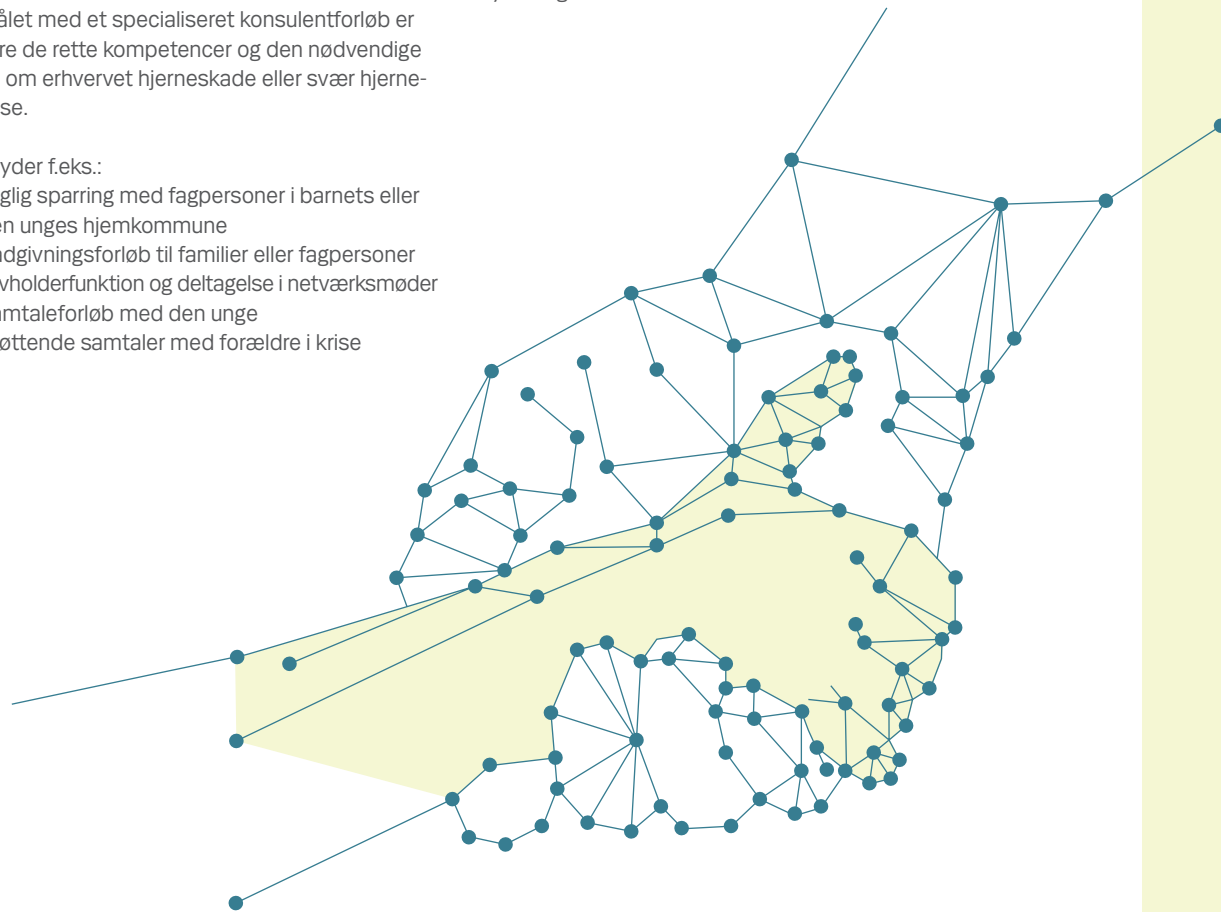 ålet med et specialiseret konsulentforløb er
re de rette kompetencer og den nødvendige
om erhvervet hjerneskade eller svær hjerne-
se.
yder f.eks.:
glig sparring med fagpersoner i barnets eller
en unges hjemkommune
dgivningsforløb til familier eller fagpersoner
vholderfunktion og deltagelse i netværksmøder
mtaleforløb med den unge
øttende samtaler med forældre i krise